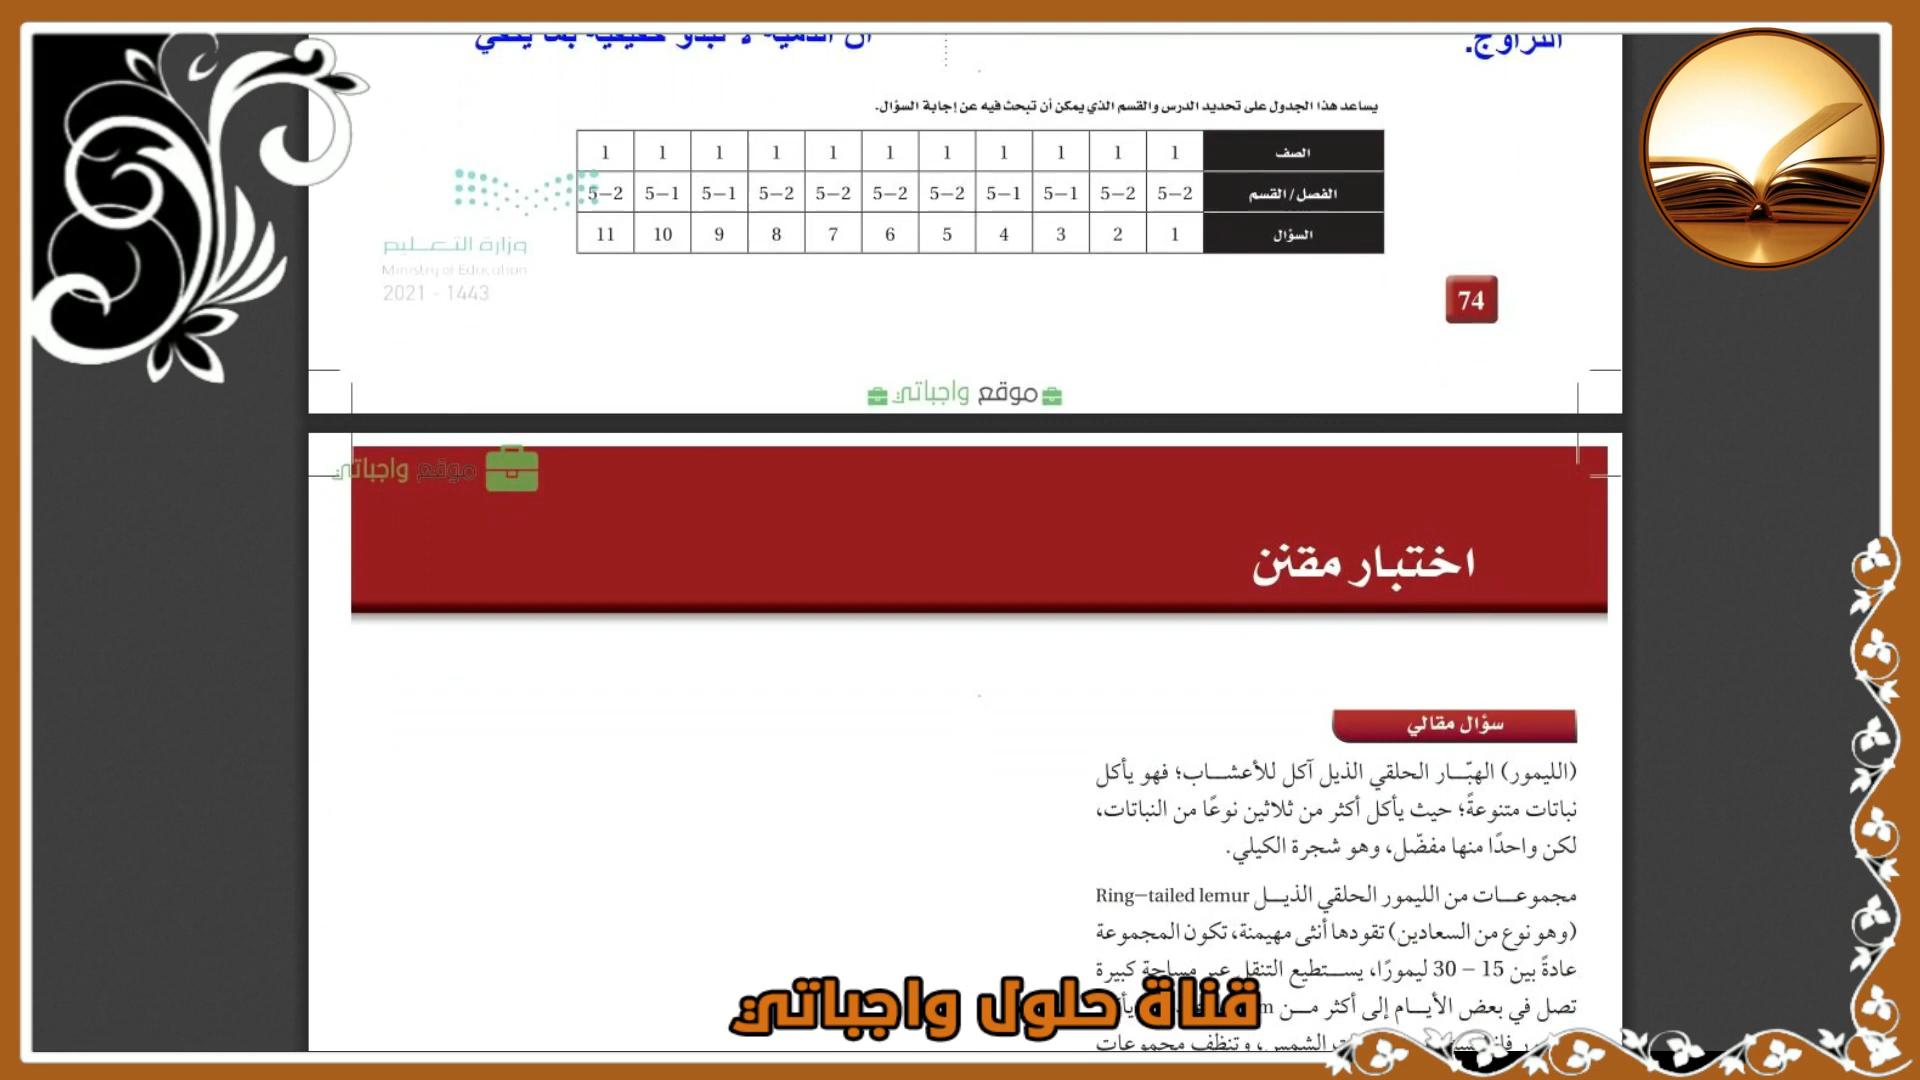 التزاوج.
يساعد هذا الجدول على تحديد الدرس والقسم الذي يمكن أن تبحث فيه عن إجابة السؤال.
الصف 1 1 1 1 1 1 1 1 1 1 1
الفصل / القسم 5-2 5-2 5-1 5-1 5-2 5-2 5-2 5-2 5-1 5-1 5-2
السؤال 1 2 3 4 5 6 7 8 9 10 11
وزارة التعليم
Ministry of Education
2021 - 1443
74
موقع واجباتي
موقع واجباتي
اختبار مقنن
سؤال مقالي
(الليمور) الهبّار الحلقي الذيل آكل للأعشاب؛ فهو يأكل
نباتات متنوعةً؛ حيث يأكل أكثر من ثلاثين نوعًا من النباتات،
لكن واحدًا منها مفضّل، وهو شجرة الكيلي.
مجموعات من الليمور الحلقي الذيل Ring-tailed lemur
(وهو نوع من السعادين) تقودها أنثى مهيمنة، تكون المجموعة
عادةً بين 15 – 30 ليمورًا، يستطيع التنقل عبر مساحة كبيرة
تصل في بعض الأيام إلى أكثر من
الشمس، وتنظف مجموعات
قناة حلول واجباتي